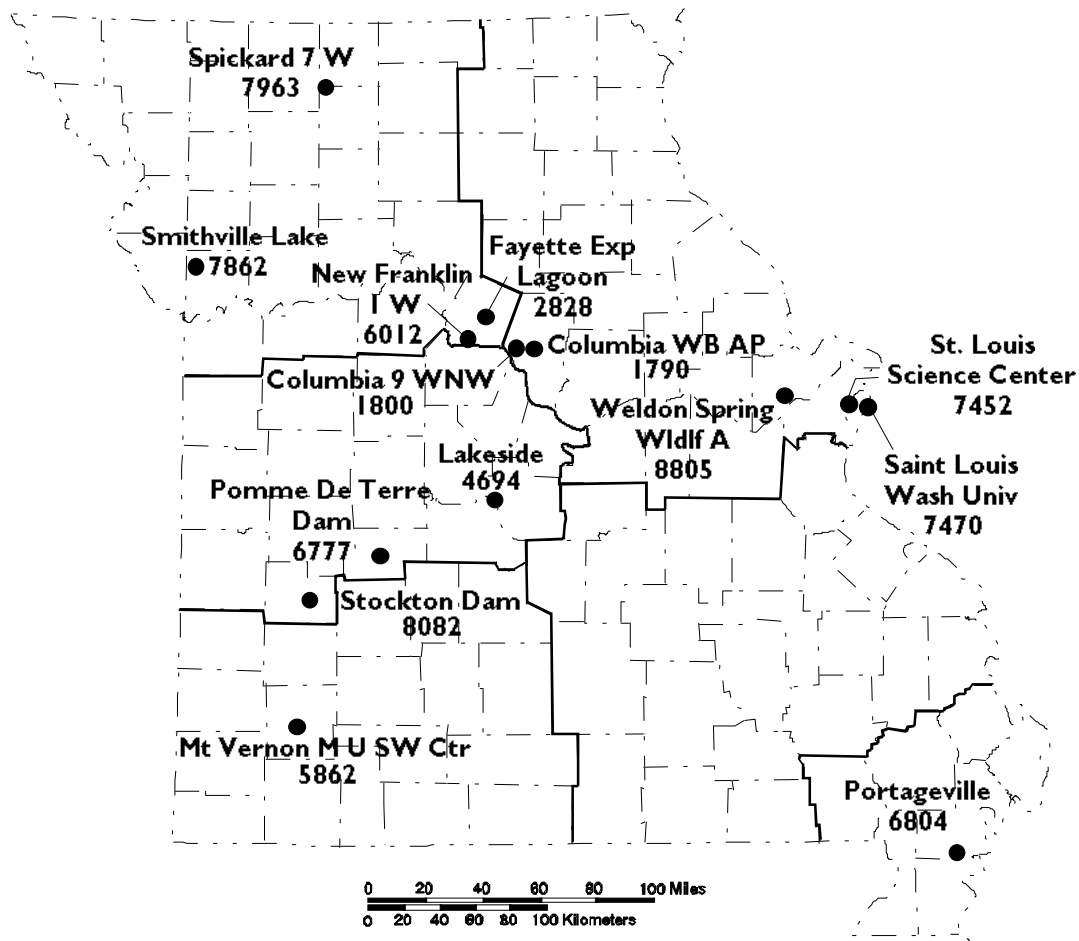 Spickard 7 W
7963
Smithville Lake
7862
Fayette Exp
Lagoon
2828
New Franklin
1 W
6012
Columbia WB AP
1790
Columbia 9 WNW
1800
St. Louis
Science Center
7452
Weldon Spring
Wldlf A
8805
Lakeside
4694
Saint Louis
Wash Univ
7470
Pomme De Terre
Dam
6777
Stockton Dam
8082
Mt Vernon M U SW Ctr
5862
Portageville
6804
0 20 40 60 80 100 Miles
0 20 40 60 80 100 Kilometers